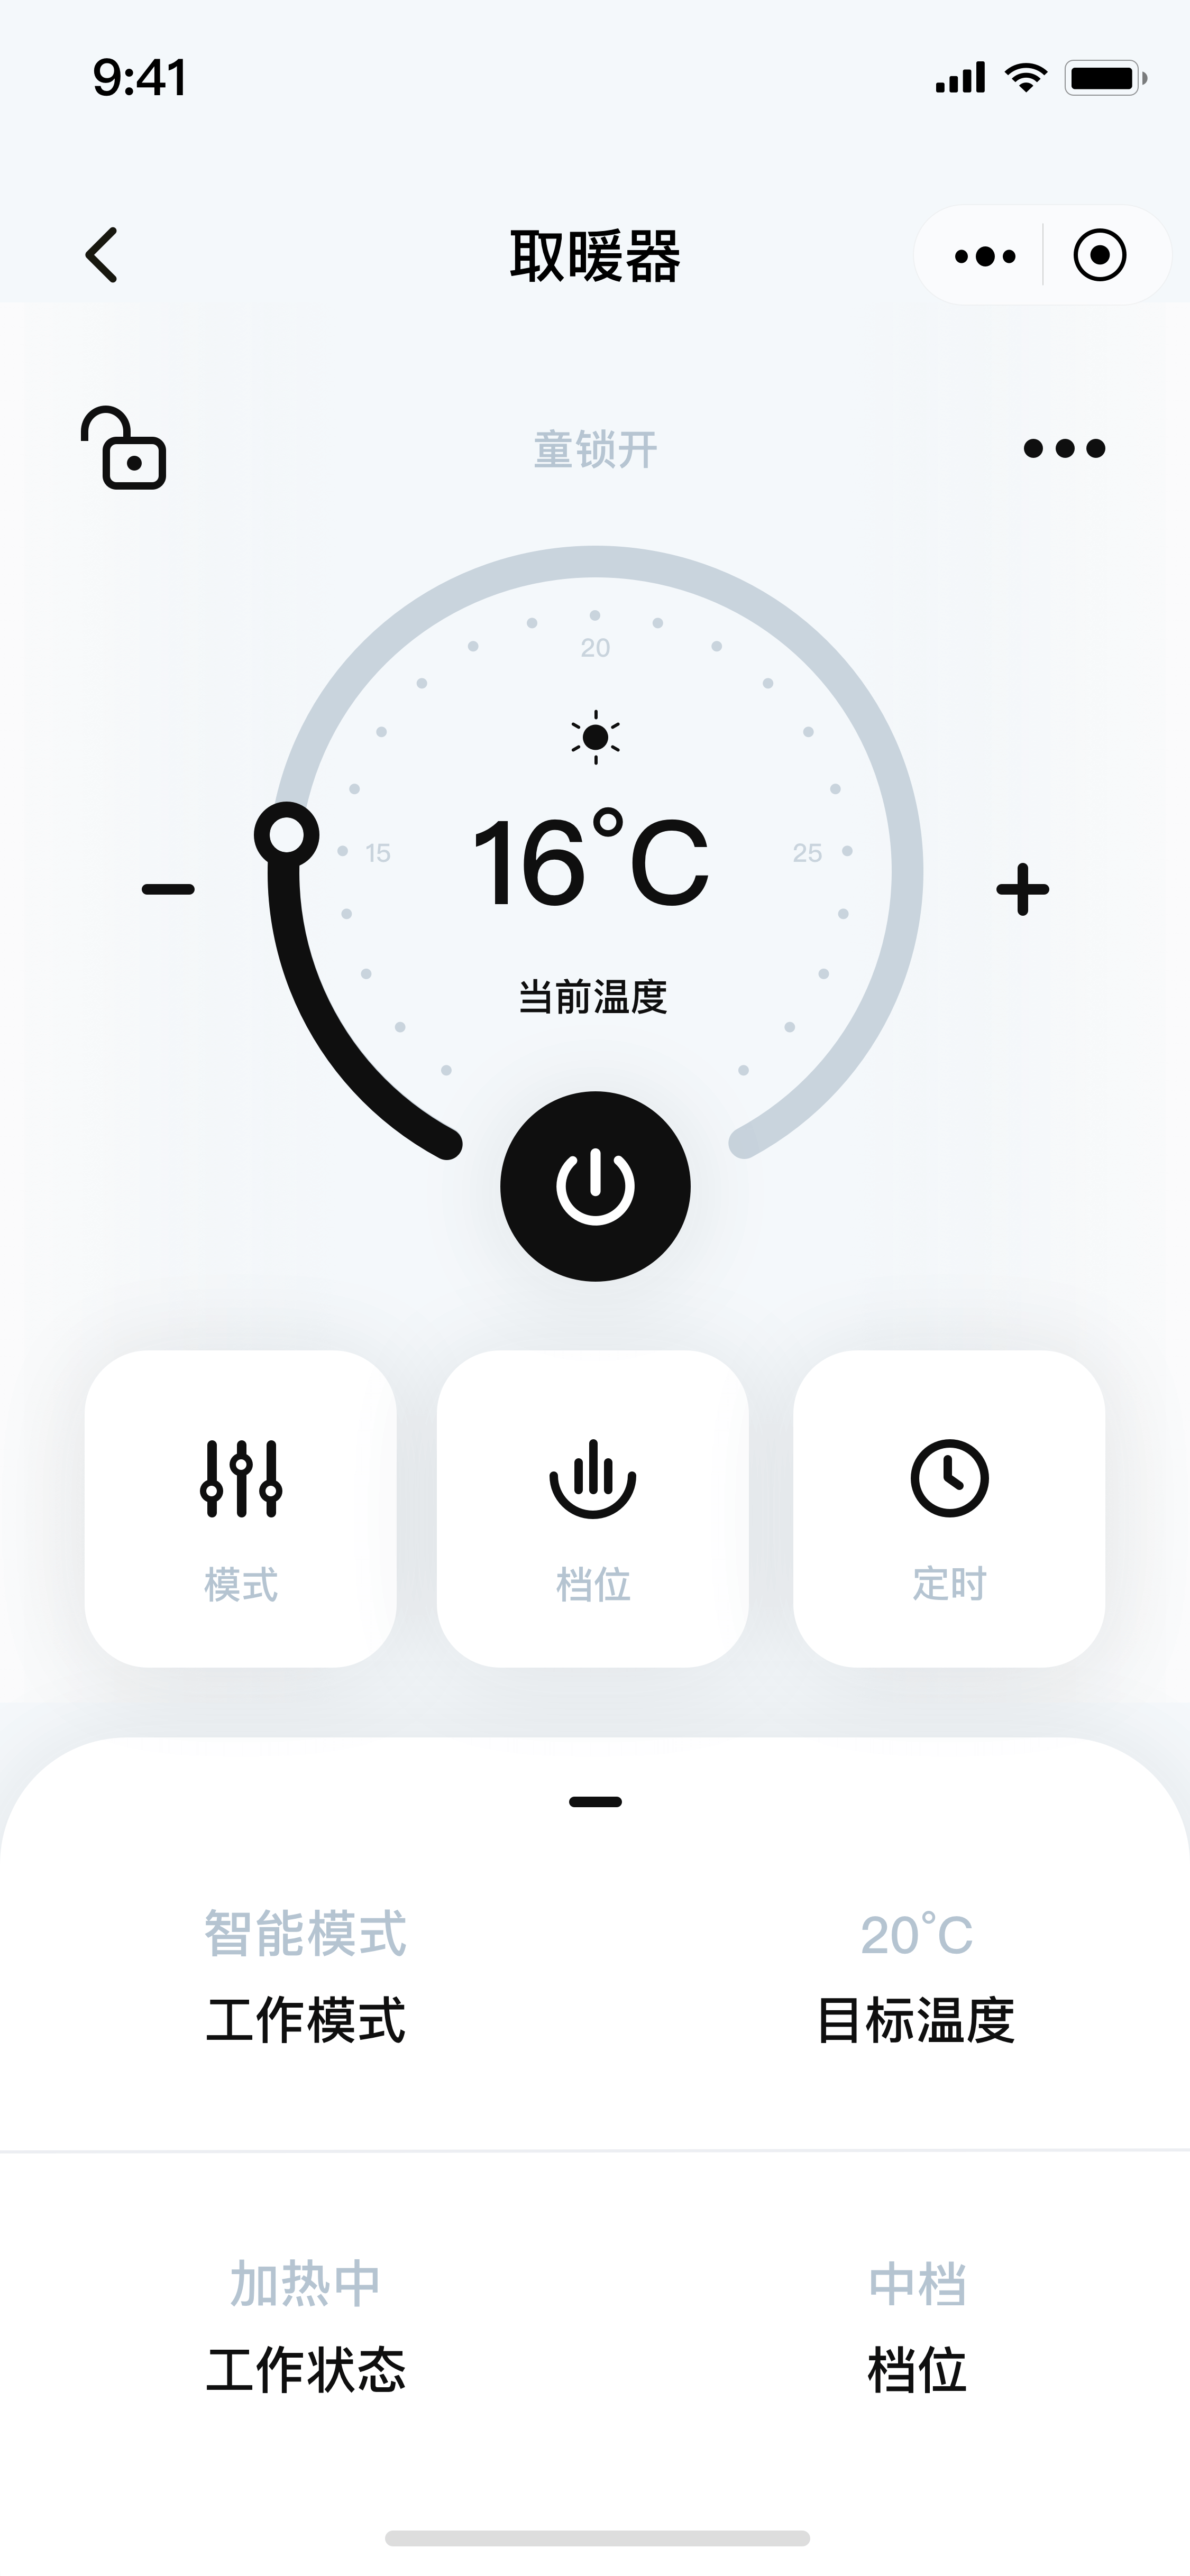 9:41
取暖器
童锁开
20
15
25
16°C
当前温度
模式
档位
定时
智能模式
20°C
工作模式
目标温度
加热中
中档
工作状态
档位